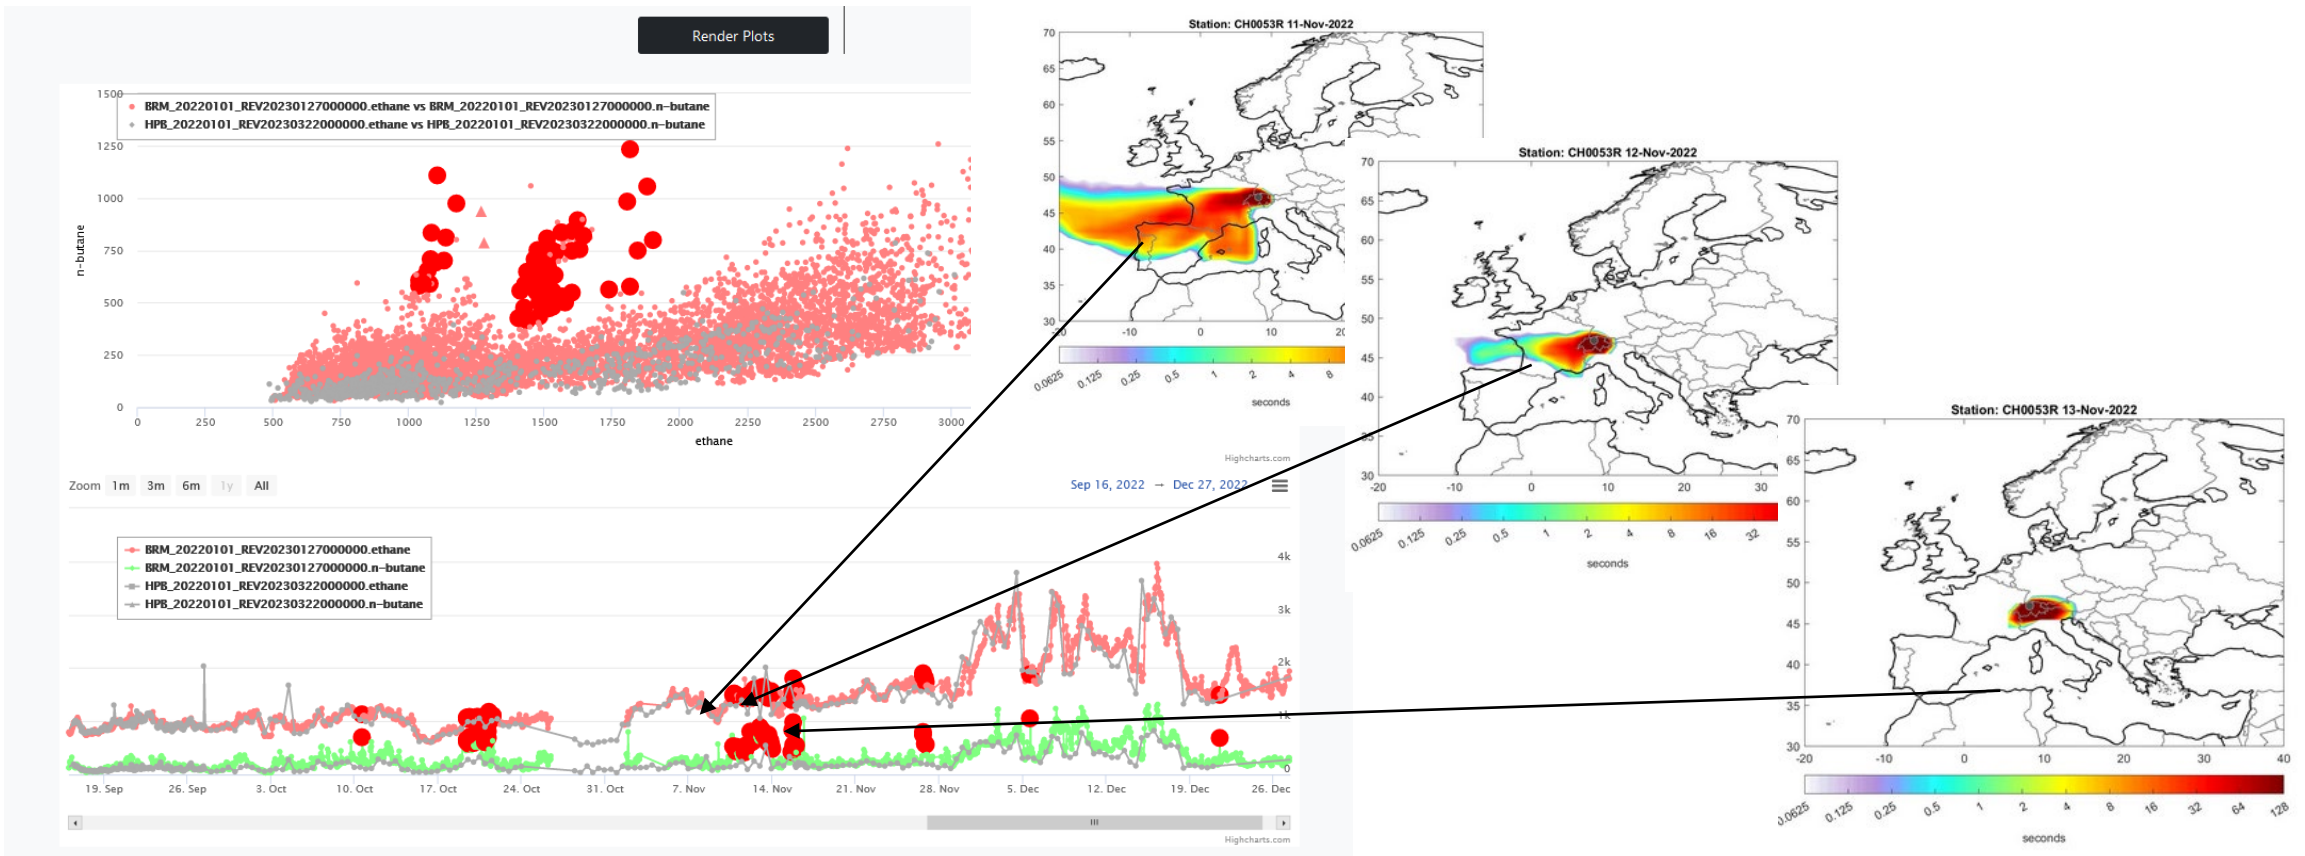 Render Plots
1500
BRM_20220101_REV20230127000000.ethane vs BRM_20220101_REV20230127000000.n-butane
HPB_20220101_REV20230322000000.ethane vs HPB_20220101_REV20230322000000.n-butane
1250
1000
750
500
250
0
n-butane
0 250 500 750 1000 1250 1500 1750 2000 2250 2500 2750 3000
ethane
Highcharts.com
Zoom 1m 3m 6m 1y All
Sep 16, 2022 → Dec 27, 2022
BRM_20220101_REV20230127000000.ethane
BRM_20220101_REV20230127000000.n-butane
HPB_20220101_REV20230322000000.ethane
HPB_20220101_REV20230322000000.n-butane
4k
3k
2k
1k
0
19. Sep 26. Sep 3. Oct 10. Oct 17. Oct 24. Oct 31. Oct 7. Nov 14. Nov 21. Nov 28. Nov 5. Dec 12. Dec 19. Dec 26. Dec
Highcharts.com
Station: CH0053R 11-Nov-2022
70
65
60
55
50
45
40
35
30
-20 -10 0 10 20
0.0625 0.125 0.25 0.5 1 2 4 8
seconds
Station: CH0053R 12-Nov-2022
70
65
60
55
50
45
40
35
30
-20 -10 0 10 20 30
0.0625 0.125 0.25 0.5 1 2 4 8 16 32
seconds
Station: CH0053R 13-Nov-2022
70
65
60
55
50
45
40
35
30
-20 -10 0 10 20 30 40
0.0625 0.125 0.25 0.5 1 2 4 8 16 32 64 128
seconds